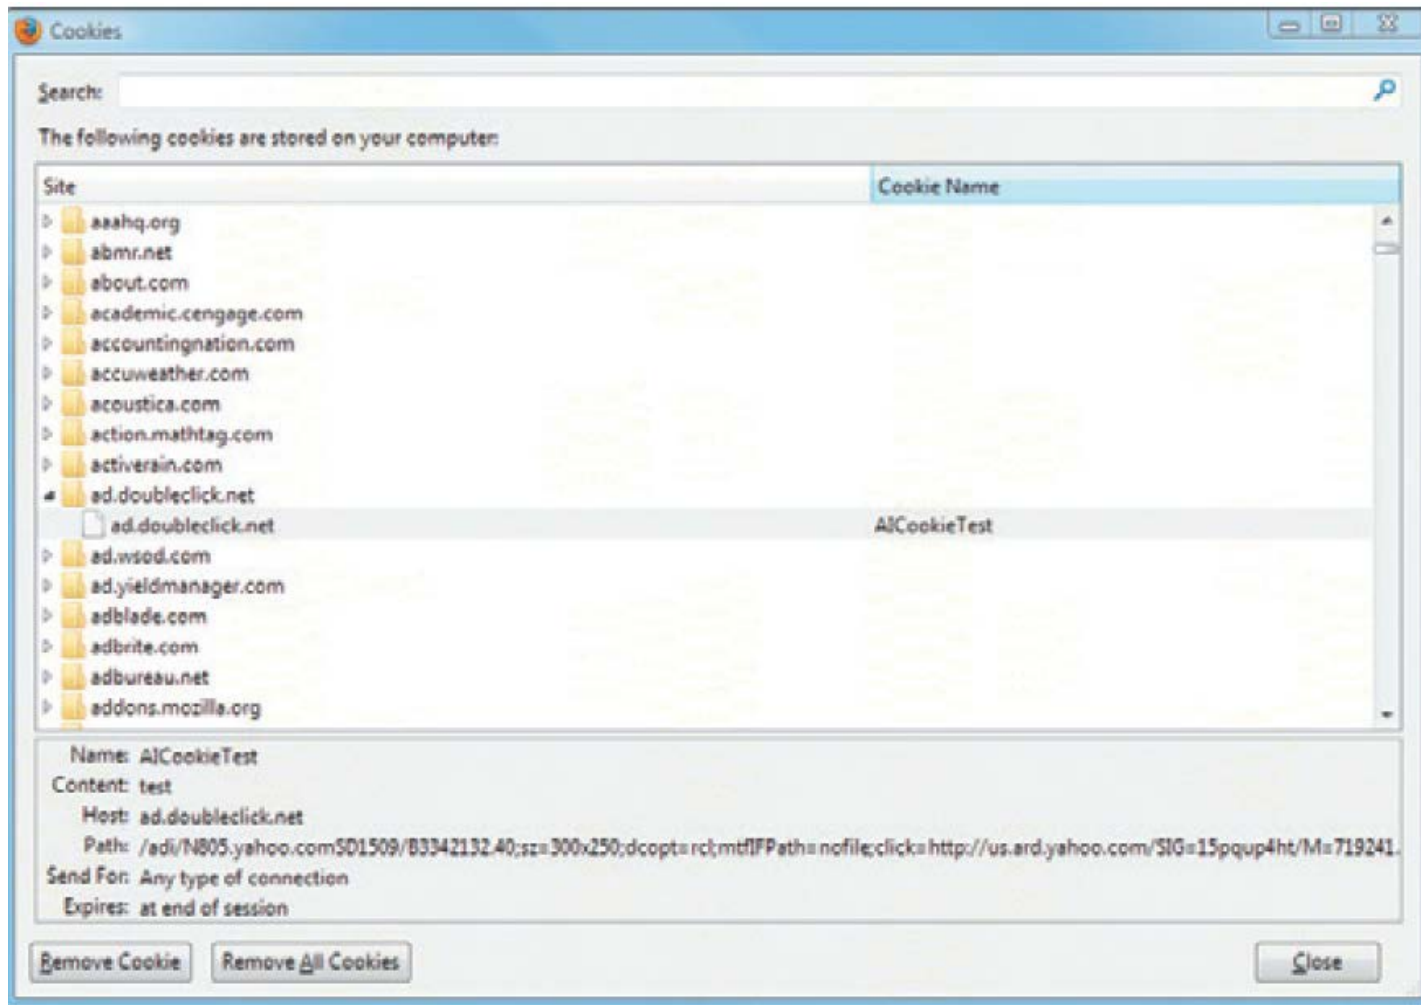 Cookies
Search:
The following cookies are stored on your computer:
Site Cookie Name
aaahq.org
abmr.net
about.com
academic.cengage.com
accountingnation.com
accuweather.com
acoustica.com
action.mathtag.com
activerain.com
ad.doubleclick.net
ad.doubleclick.net AICookieTest
ad.wsod.com
ad.yieldmanager.com
adblade.com
adbrite.com
adbureau.net
addons.mozilla.org
Name: AICookieTest
Content: test
Host: ad.doubleclick.net
Path: /adi/N805.yahoo.comSD1509/B3342132.40;sz=300x250;dcopt=rcl;mtfIFPath=nofile;click=http://us.ard.yahoo.com/SIG=15pqup4ht/M=719241.
Send For: Any type of connection
Expires: at end of session
Remove Cookie Remove All Cookies Close